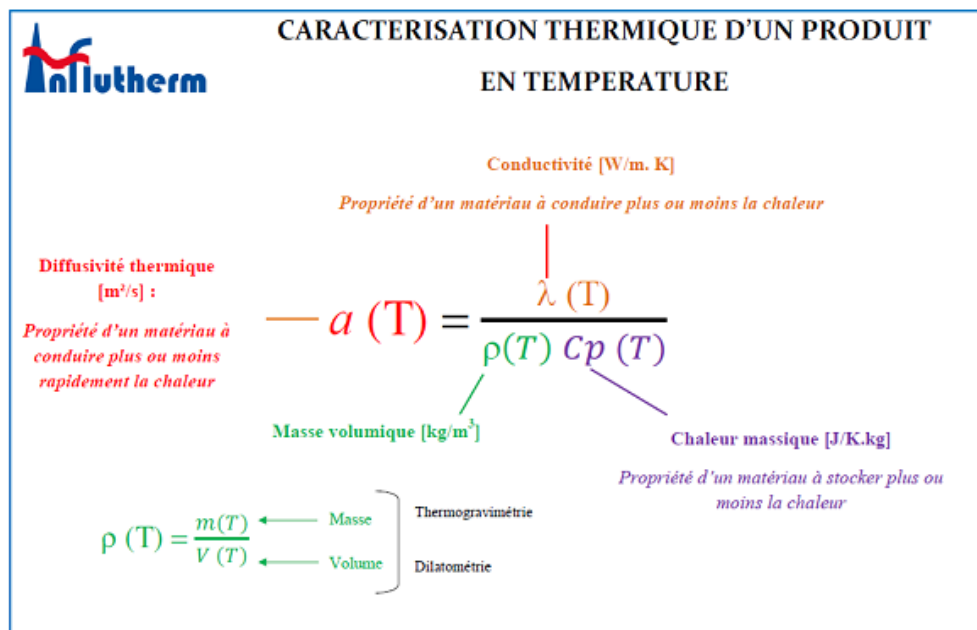 Influtherm
CARACTERISATION THERMIQUE D'UN PRODUIT
EN TEMPERATURE
Conductivité [W/m. K]
Propriété d'un matériau à conduire plus ou moins la chaleur
Diffusivité thermique
[m²/s] :
Propriété d'un matériau à
conduire plus ou moins
rapidement la chaleur
a (T) = λ (T) / ρ(T) Cp (T)
Masse volumique [kg/m³]
Chaleur massique [J/K.kg]
Propriété d'un matériau à stocker plus ou
moins la chaleur
ρ (T) = m(T) / V (T)
Masse
Thermogravimétrie
Volume
Dilatométrie